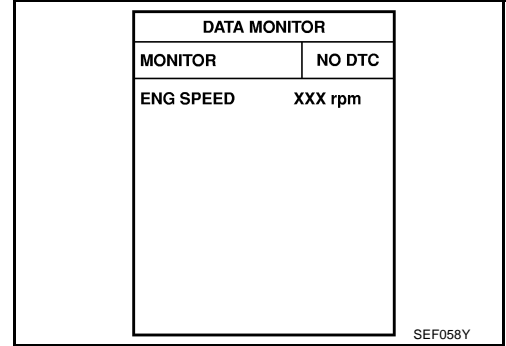 DATA MONITOR
MONITOR NO DTC
ENG SPEED XXX rpm
SEF058Y